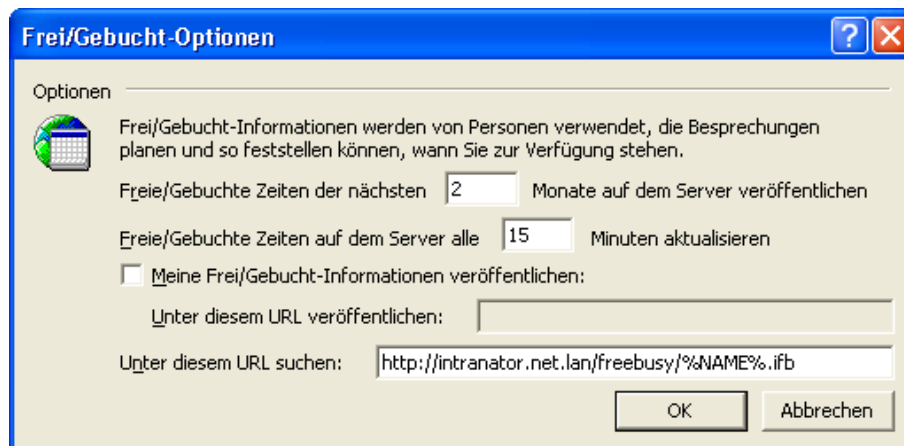 Frei/Gebucht-Optionen
Optionen
Frei/Gebucht-Informationen werden von Personen verwendet, die Besprechungen
planen und so feststellen können, wann Sie zur Verfügung stehen.
Freie/Gebuchte Zeiten der nächsten 2 Monate auf dem Server veröffentlichen
Freie/Gebuchte Zeiten auf dem Server alle 15 Minuten aktualisieren
Meine Frei/Gebucht-Informationen veröffentlichen:
Unter diesem URL veröffentlichen:
Unter diesem URL suchen: http://intranator.net.lan/freebusy/%NAME%.ifb
OK Abbrechen